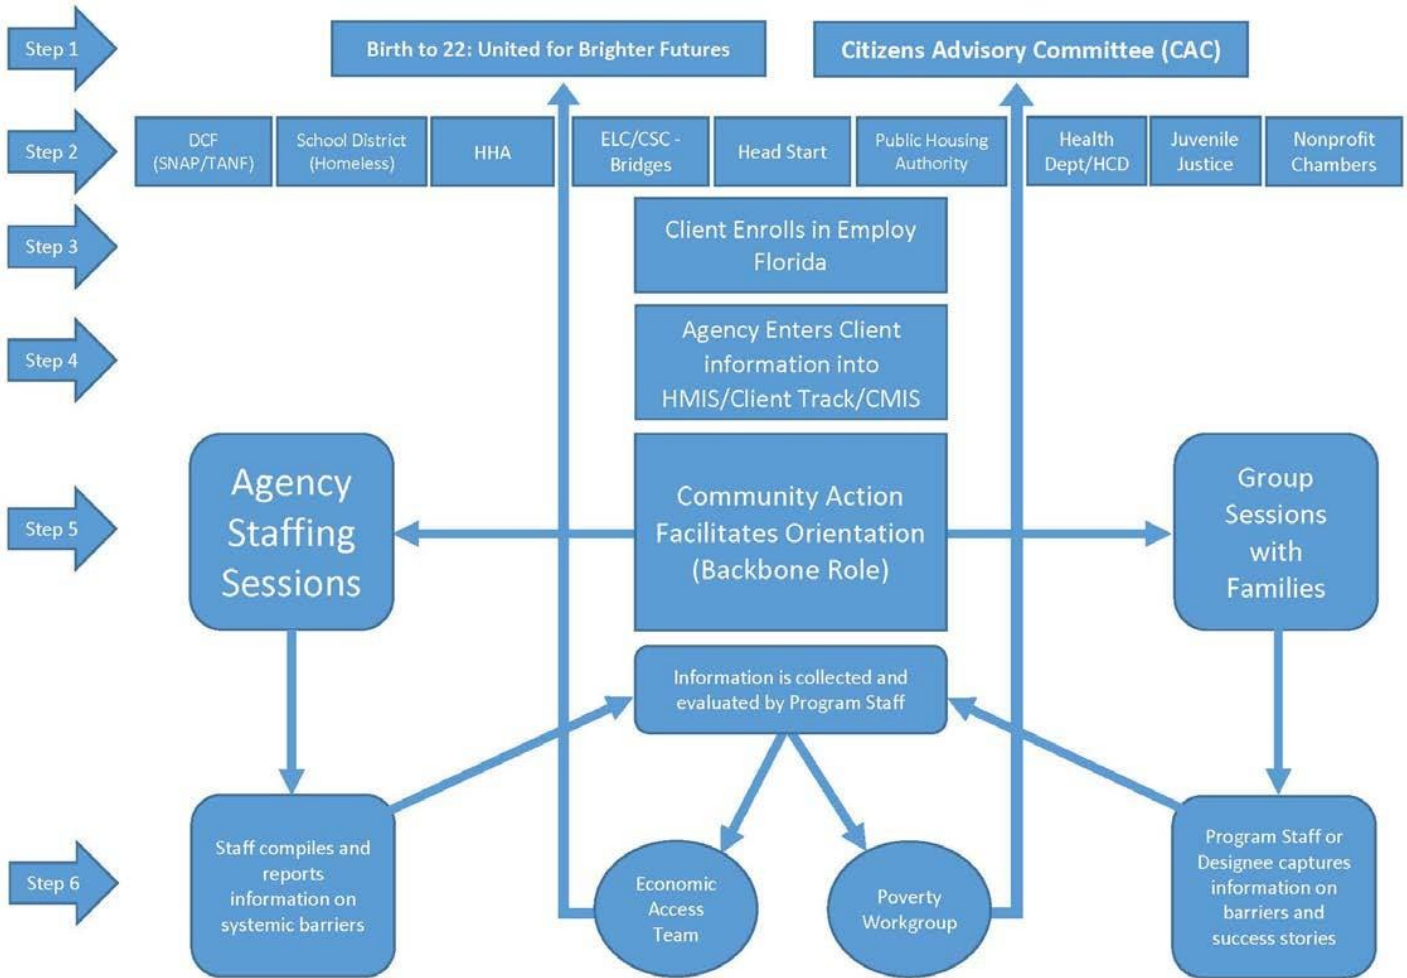 Step 1
Birth to 22: United for Brighter Futures
Citizens Advisory Committee (CAC)
Step 2
DCF
(SNAP/TANF)
School District
(Homeless)
HHA
ELC/CSC -
Bridges
Head Start
Public Housing
Authority
Health
Dept/HCD
Juvenile
Justice
Nonprofit
Chambers
Step 3
Client Enrolls in Employ
Florida
Step 4
Agency Enters Client
information into
HMIS/Client Track/CMIS
Step 5
Agency
Staffing
Sessions
Community Action
Facilitates Orientation
(Backbone Role)
Group
Sessions
with
Families
Information is collected and
evaluated by Program Staff
Step 6
Staff compiles and
reports
information on
systemic barriers
Economic
Access
Team
Poverty
Workgroup
Program Staff or
Designee captures
information on
barriers and
success stories